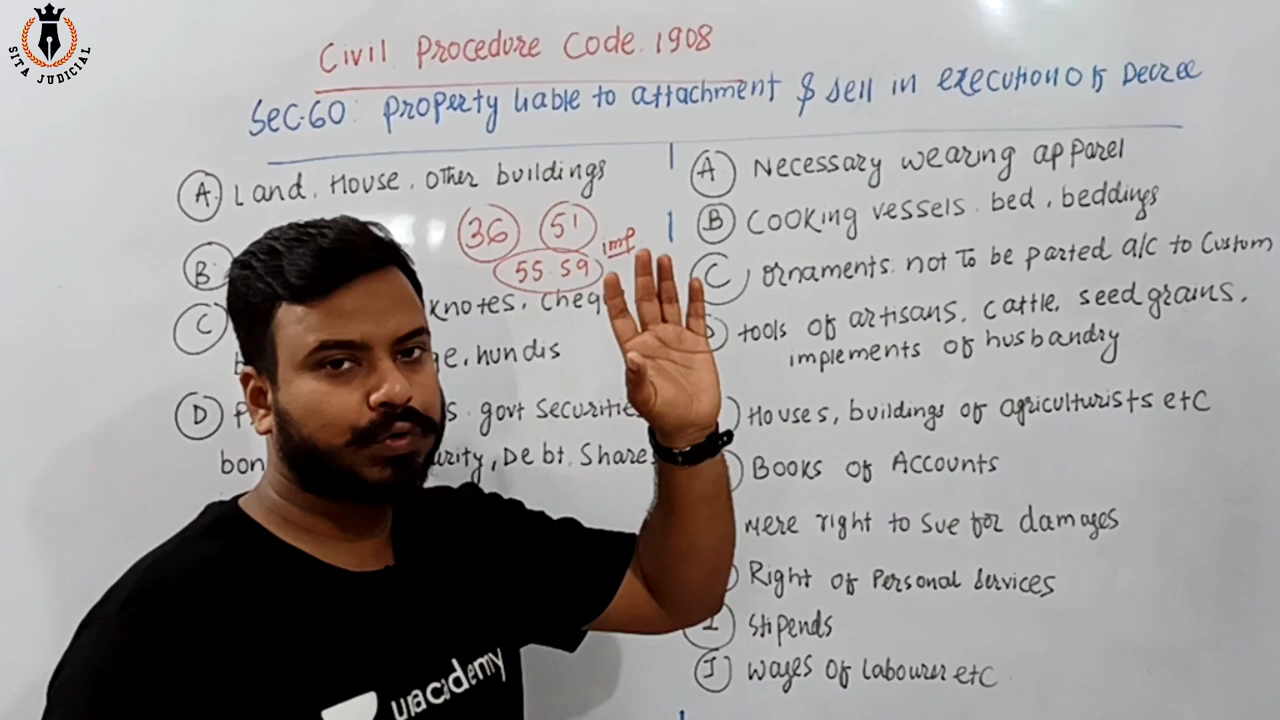 SITA JUDICIAL
Civil Procedure Code. 1908
Sec.60: Property liable to attachment & sell in execution of Decree
A. Land, House, other buildings
36 51
55 59 imp
B
C knotes, cheq
e, hundis
D P s govt securitie
bon urity, Debt, Share
A Necessary wearing apparel
B Cooking vessels. bed, beddings
C ornaments. not To be parted a/c to Custom
tools of artisans, cattle, seed grains,
implements of husbandry
Houses, buildings of agriculturists etc
Books of Accounts
Mere right to sue for damages
Right of Personal Services
I Stipends
J wages of labourer etc
unacademy